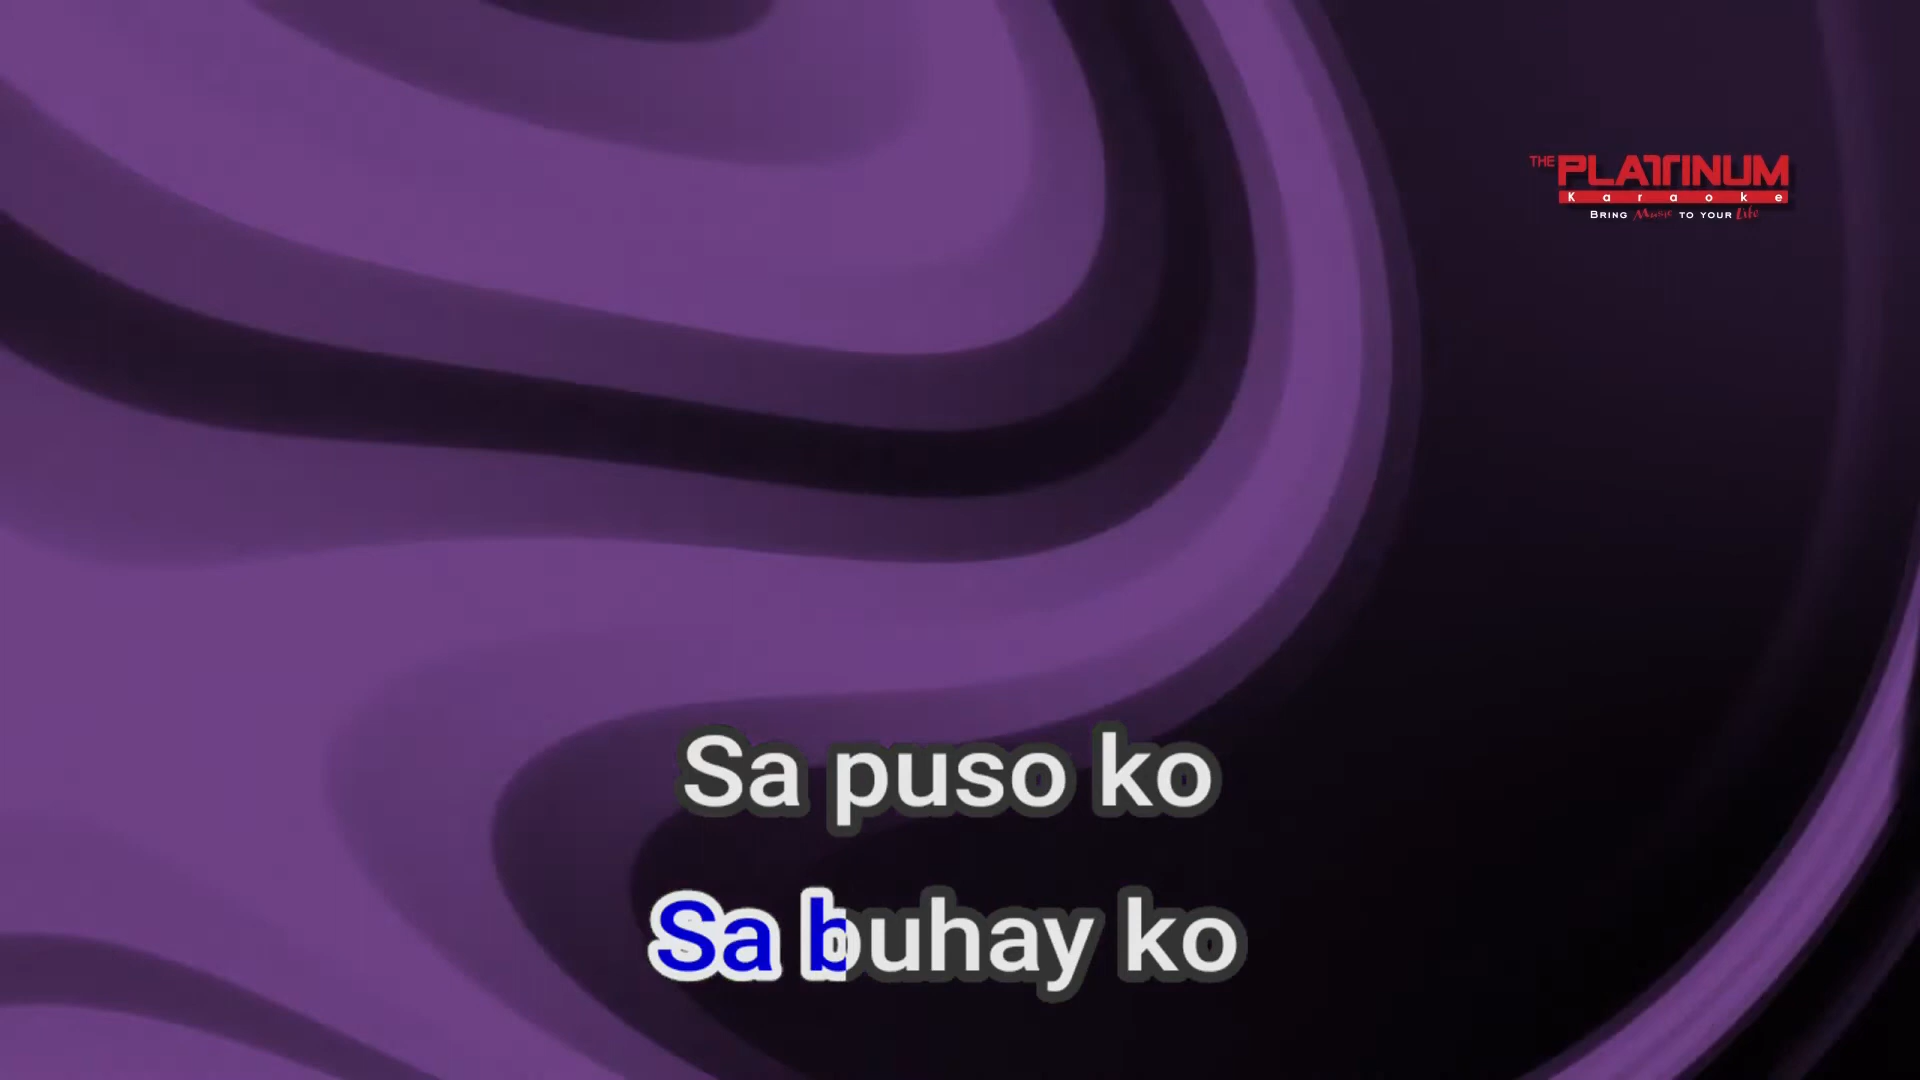 THE PLATINUM
Karaoke
BRING Music TO YOUR Life
Sa puso ko
Sa buhay ko